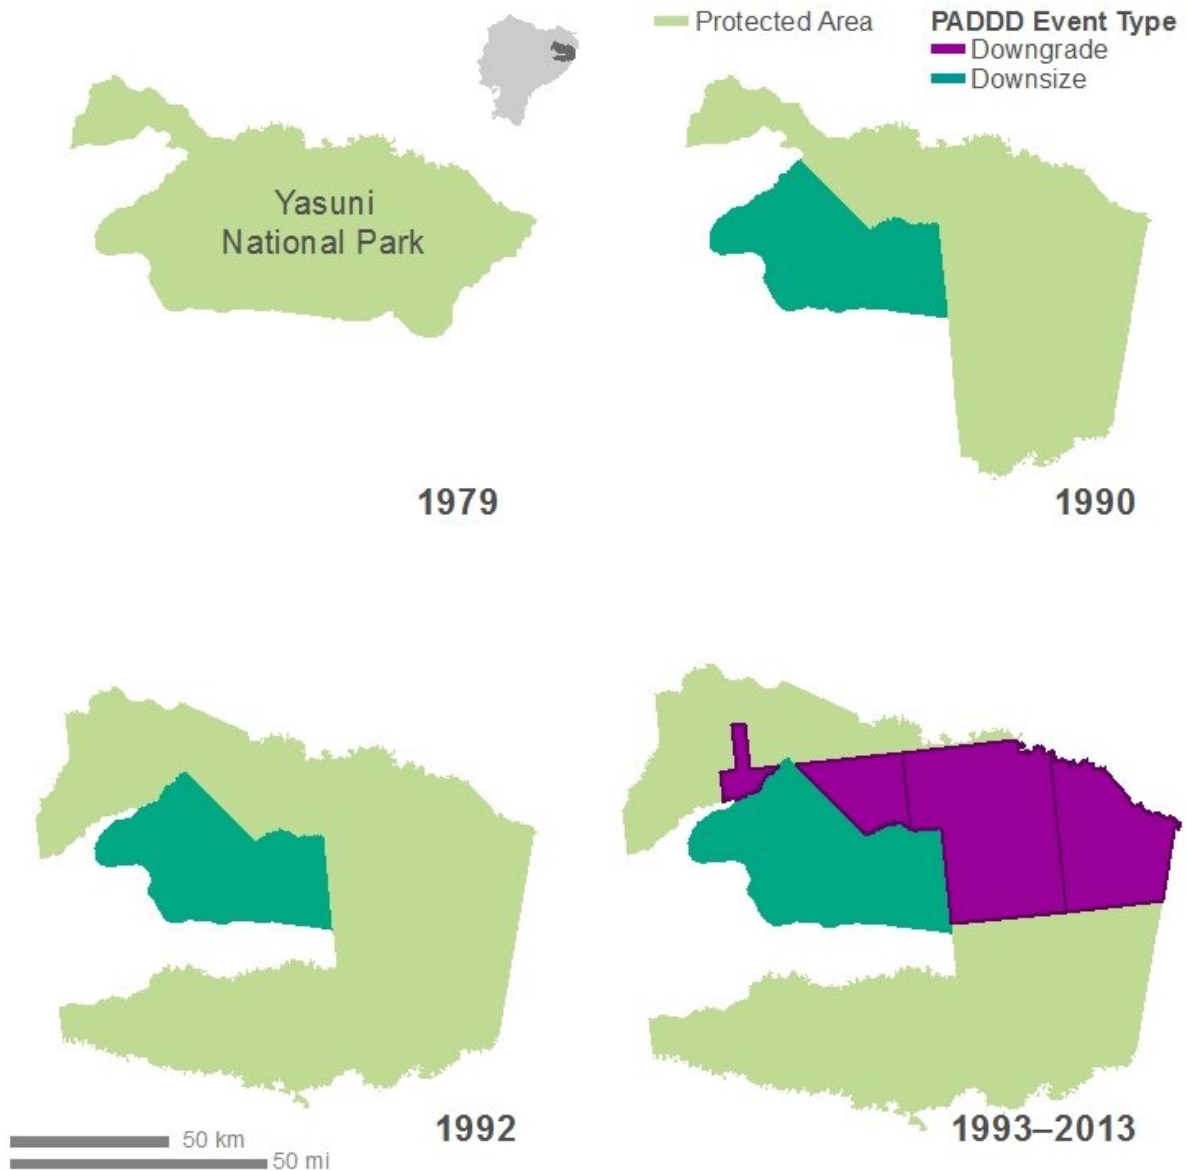 Protected Area
PADDD Event Type
Downgrade
Downsize
Yasuni
National Park
1979
1990
1992
1993–2013
50 km
50 mi